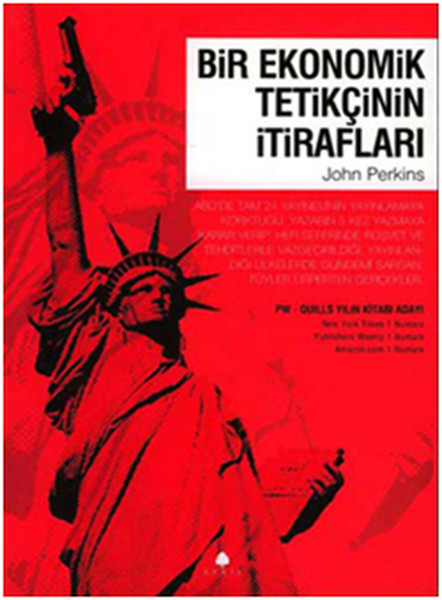 BİR EKONOMİK
TETİKÇİNİN
İTİRAFLARI
John Perkins
ABD'DE TAM 24 YAYINEVİNİN YAYINLAMAYA
KORKTUĞU, YAZARIN 5 KEZ YAZMAYA
KARAR VERİP HER SEFERİNDE RÜŞVET VE
TEHDİTLERLE VAZGEÇİRİLDİĞİ, YAYINLAN-
DIĞI ÜLKELERDE GÜNDEMİ SARSAN,
TÜYLER ÜRPERTEN GERÇEKLER...
PW - QUILLS YILIN KİTABI ADAYI
New York Times 1 Numara
Publishers Weekly 1 Numara
Amazon.com 1 Numara
APRIL